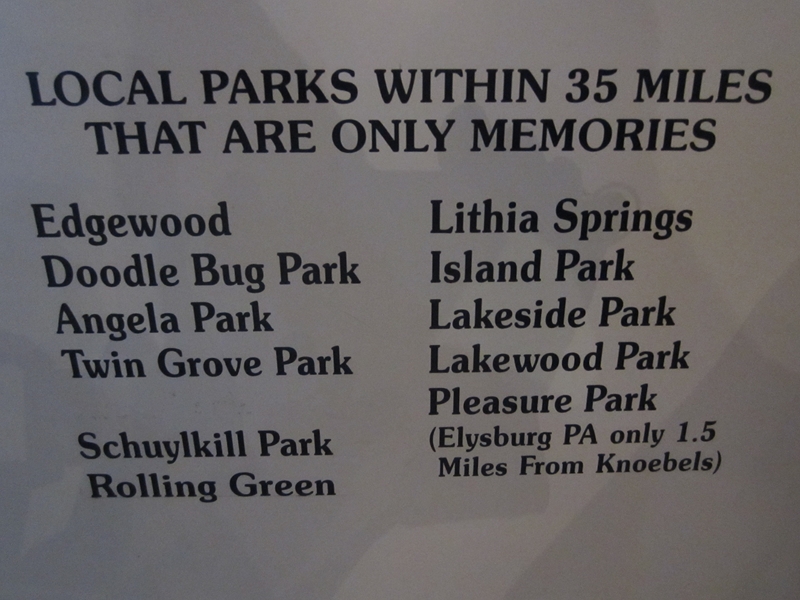 LOCAL PARKS WITHIN 35 MILES
THAT ARE ONLY MEMORIES
Edgewood
Doodle Bug Park
Angela Park
Twin Grove Park
Schuylkill Park
Rolling Green
Lithia Springs
Island Park
Lakeside Park
Lakewood Park
Pleasure Park
(Elysburg PA only 1.5
Miles From Knoebels)